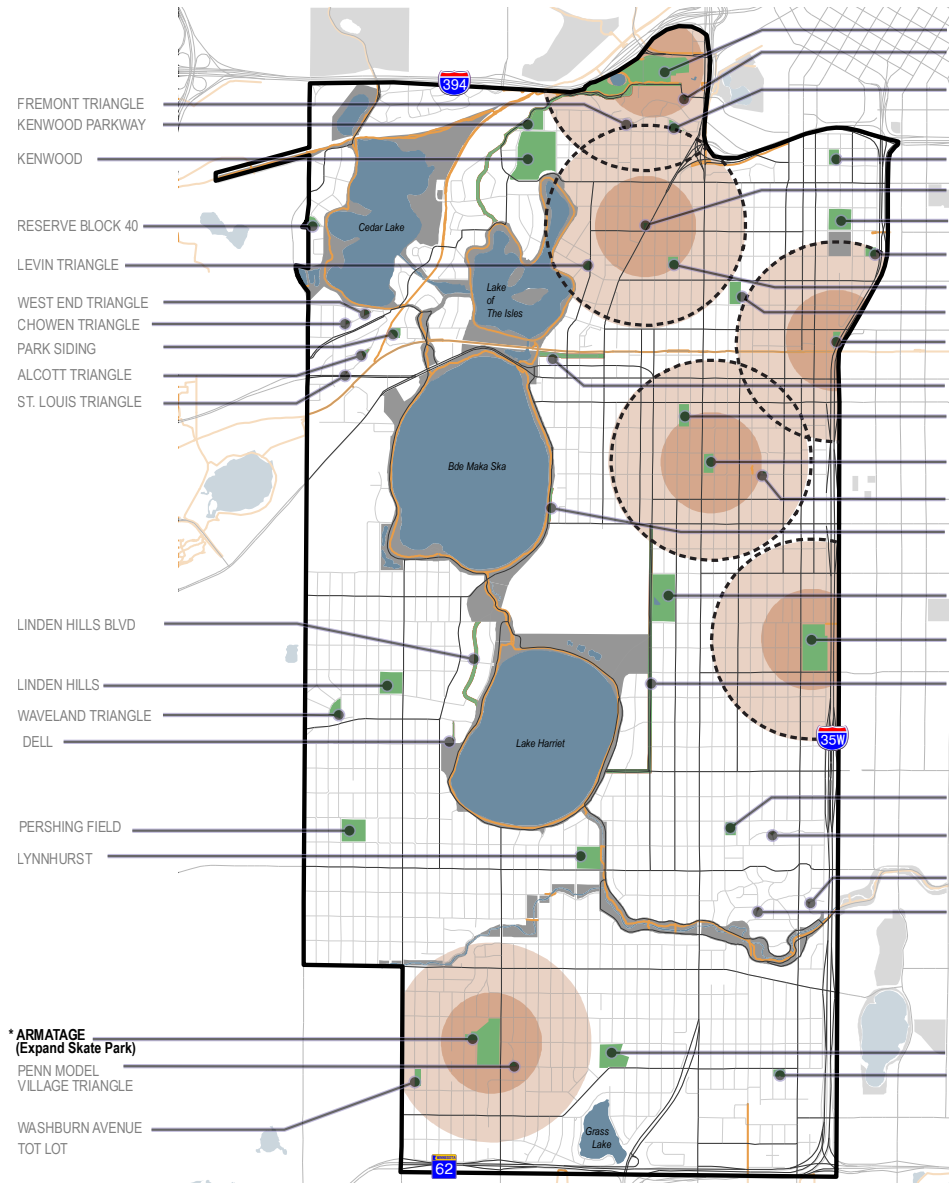 394
FREMONT TRIANGLE
KENWOOD PARKWAY
KENWOOD
RESERVE BLOCK 40
Cedar Lake
LEVIN TRIANGLE
Lake
of
The Isles
WEST END TRIANGLE
CHOWEN TRIANGLE
PARK SIDING
ALCOTT TRIANGLE
ST. LOUIS TRIANGLE
Bde Maka Ska
LINDEN HILLS BLVD
LINDEN HILLS
WAVELAND TRIANGLE
DELL
Lake Harriet
35W
PERSHING FIELD
LYNNHURST
* ARMATAGE
(Expand Skate Park)
PENN MODEL
VILLAGE TRIANGLE
WASHBURN AVENUE
TOT LOT
Grass
Lake
MINNESOTA
62